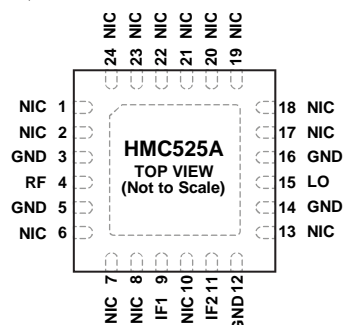 24 NIC
23 NIC
22 NIC
21 NIC
20 NIC
19 NIC
NIC 1
NIC 2
GND 3
RF 4
GND 5
NIC 6
HMC525A
TOP VIEW
(Not to Scale)
18 NIC
17 NIC
16 GND
15 LO
14 GND
13 NIC
NIC 7
NIC 8
IF1 9
NIC 10
IF2 11
GND 12